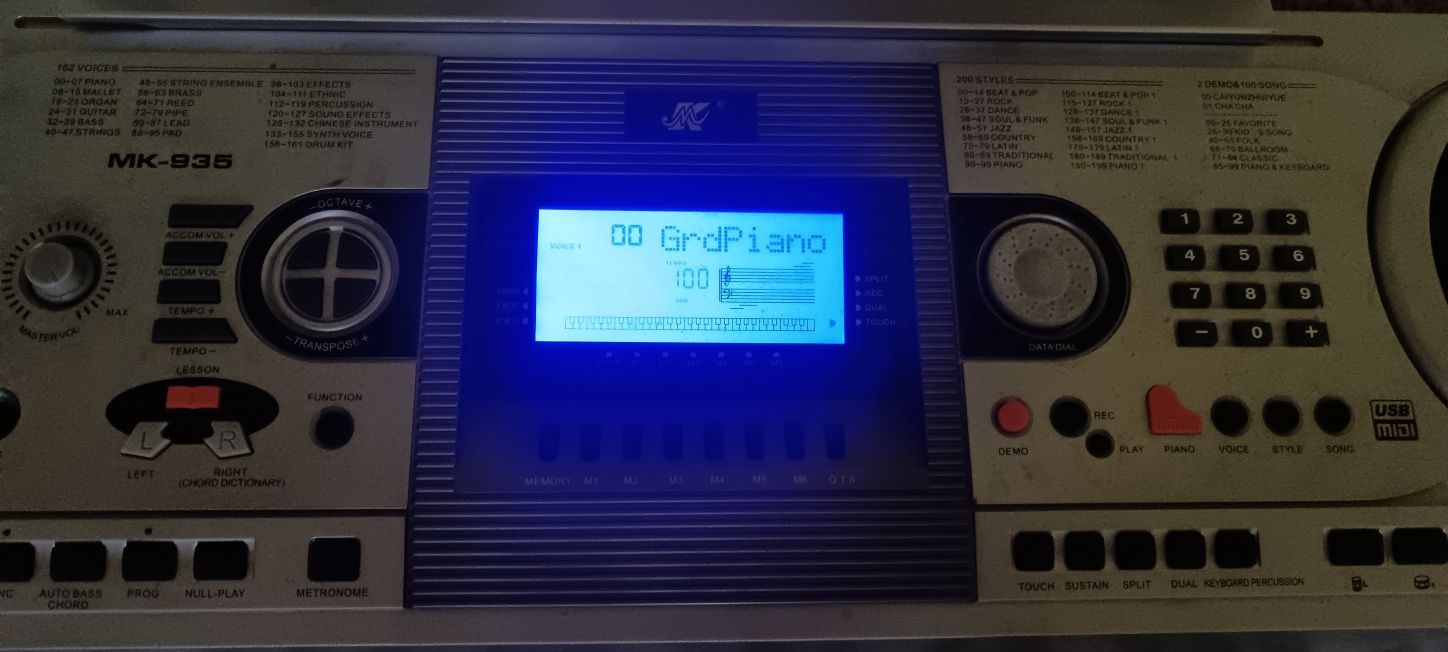 162 VOICES
00-07 PIANO
08-15 MALLET
16-23 ORGAN
24-31 GUITAR
32-39 BASS
40-47 STRINGS
48-55 STRING ENSEMBLE
56-63 BRASS
64-71 REED
72-79 PIPE
80-87 LEAD
88-95 PAD
96-103 EFFECTS
104-111 ETHNIC
112-119 PERCUSSION
120-127 SOUND EFFECTS
128-132 CHINESE INSTRUMENT
133-155 SYNTH VOICE
156-161 DRUM KIT
MK-935
MK
200 STYLES
00-14 BEAT & POP
15-27 ROCK
28-37 DANCE
38-47 SOUL & FUNK
48-57 JAZZ
58-69 COUNTRY
70-79 LATIN
80-89 TRADITIONAL
90-99 PIANO
100-114 BEAT & POP 1
115-127 ROCK 1
128-137 DANCE 1
138-147 SOUL & FUNK 1
148-157 JAZZ 1
158-169 COUNTRY 1
170-179 LATIN 1
180-189 TRADITIONAL 1
190-199 PIANO 1
2 DEMO&100 SONG
00 CAIYUNZHUIYUE
01 CHA CHA
00-25 FAVORITE
26-39 KID'S SONG
40-65 FOLK
66-70 BALLROOM
71-84 CLASSIC
85-99 PIANO & KEYBOARD
MASTER VOL
MAX
ACCOM VOL +
ACCOM VOL -
TEMPO +
TEMPO -
-OCTAVE+
-TRANSPOSE+
VOICE 1
00 GrdPiano
TEMPO
100
PROG
FADE
A B C
SPLIT
REC
DUAL
TOUCH
DATA DIAL
1 2 3
4 5 6
7 8 9
- 0 +
LESSON
L R
LEFT
RIGHT
(CHORD DICTIONARY)
FUNCTION
MEMORY M1 M2 M3 M4 M5 M6 O.T.S
DEMO
REC
PLAY
PIANO
VOICE
STYLE
SONG
USB
MIDI
AUTO BASS
CHORD
PROG
NULL-PLAY
METRONOME
TOUCH
SUSTAIN
SPLIT
DUAL
KEYBOARD PERCUSSION